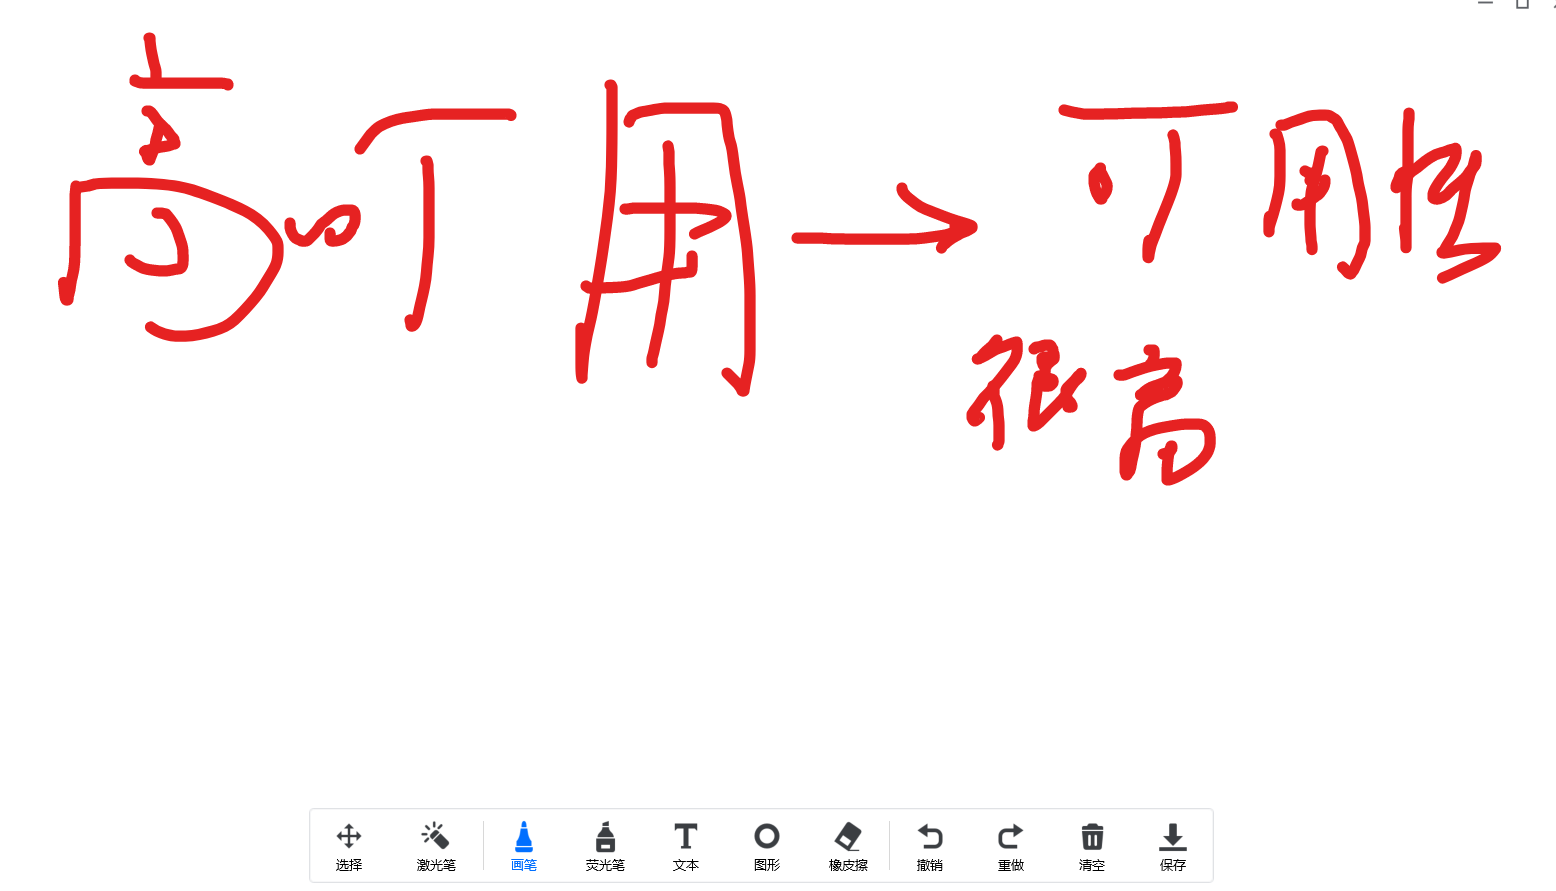 高可用→可用性
很高
选择 激光笔 画笔 荧光笔 文本 图形 橡皮擦 撤销 重做 清空 保存